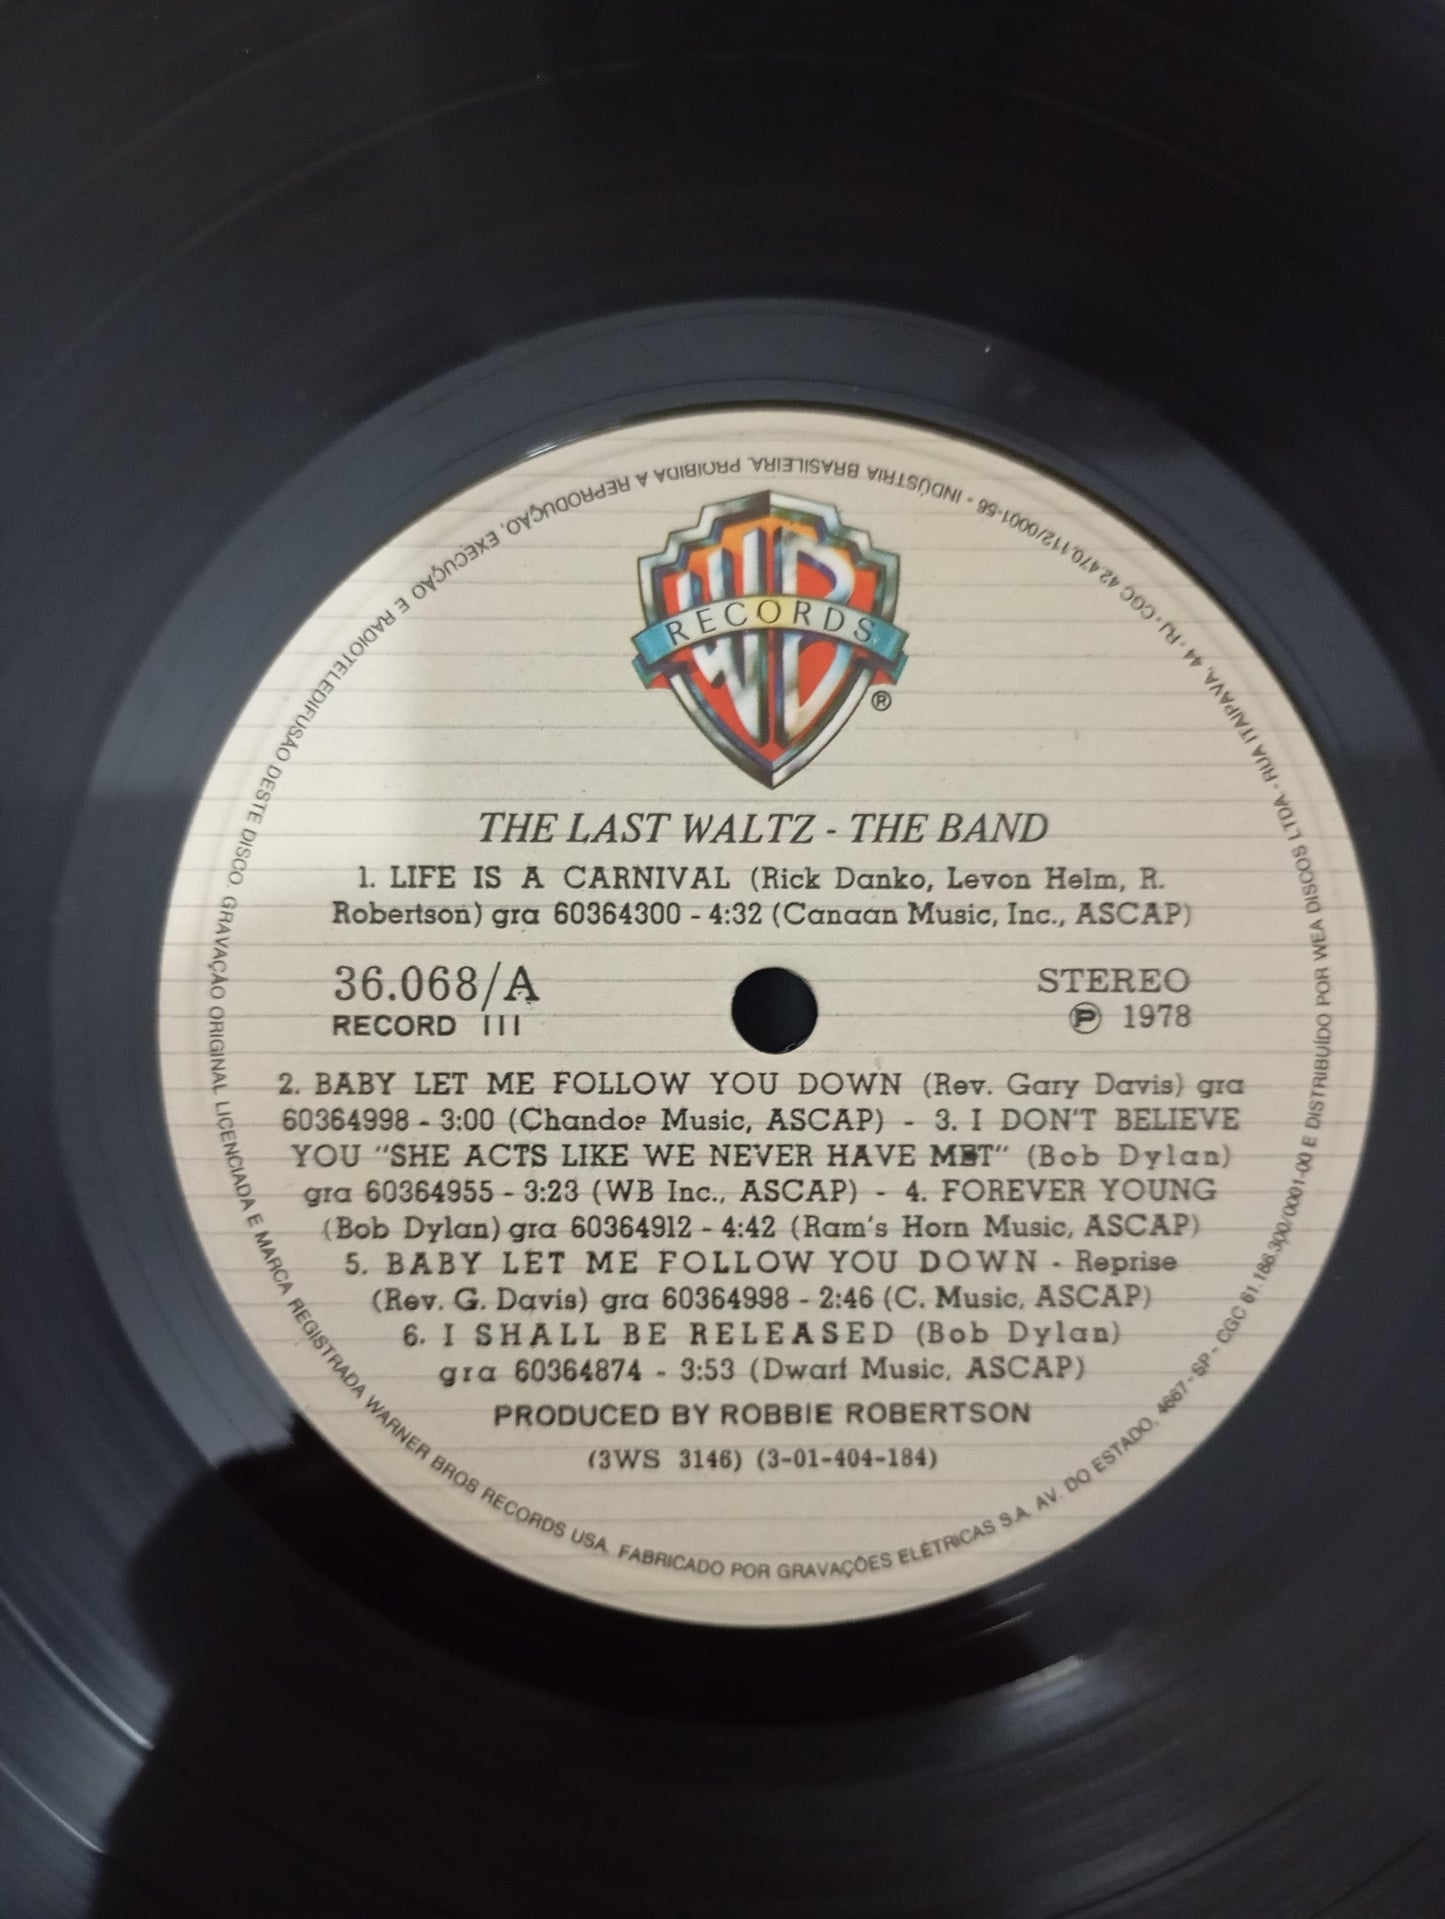 WB
RECORDS
®
THE LAST WALTZ - THE BAND
1. LIFE IS A CARNIVAL (Rick Danko, Levon Helm, R.
Robertson) gra 60364300 - 4:32 (Canaan Music, Inc., ASCAP)
36.068/A
RECORD III
STEREO
Ⓟ 1978
2. BABY LET ME FOLLOW YOU DOWN (Rev. Gary Davis) gra
60364998 - 3:00 (Chandos Music, ASCAP) - 3. I DON'T BELIEVE
YOU "SHE ACTS LIKE WE NEVER HAVE MET" (Bob Dylan)
gra 60364955 - 3:23 (WB Inc., ASCAP) - 4. FOREVER YOUNG
(Bob Dylan) gra 60364912 - 4:42 (Ram's Horn Music, ASCAP)
5. BABY LET ME FOLLOW YOU DOWN - Reprise
(Rev. G. Davis) gra 60364998 - 2:46 (C. Music, ASCAP)
6. I SHALL BE RELEASED (Bob Dylan)
gra 60364874 - 3:53 (Dwarf Music, ASCAP)
PRODUCED BY ROBBIE ROBERTSON
(3WS 3146) (3-01-404-184)
GRAVAÇÃO ORIGINAL LICENCIADA E MARCA REGISTRADA WARNER BROS RECORDS USA. FABRICADO POR GRAVAÇÕES ELÉTRICAS S.A. AV. DO ESTADO, 4667 - SP - CGC 61.186.300/0001-00 E DISTRIBUÍDO POR WEA DISCOS LTDA. - RUA ITAIPAVA, 44 - RJ - CGC 42.470.112/0001-56 - INDÚSTRIA BRASILEIRA. PROIBIDA A REPRODUÇÃO, EXECUÇÃO E RADIOTELEDIFUSÃO DESTE DISCO.